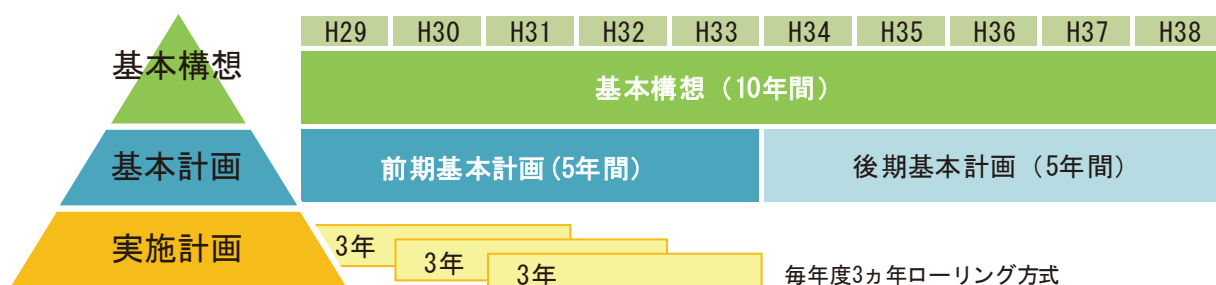 H29 H30 H31 H32 H33 H34 H35 H36 H37 H38
基本構想
基本構想（10年間）
基本計画
前期基本計画(5年間)
後期基本計画（5年間）
実施計画
3年
3年
3年
毎年度3ヵ年ローリング方式